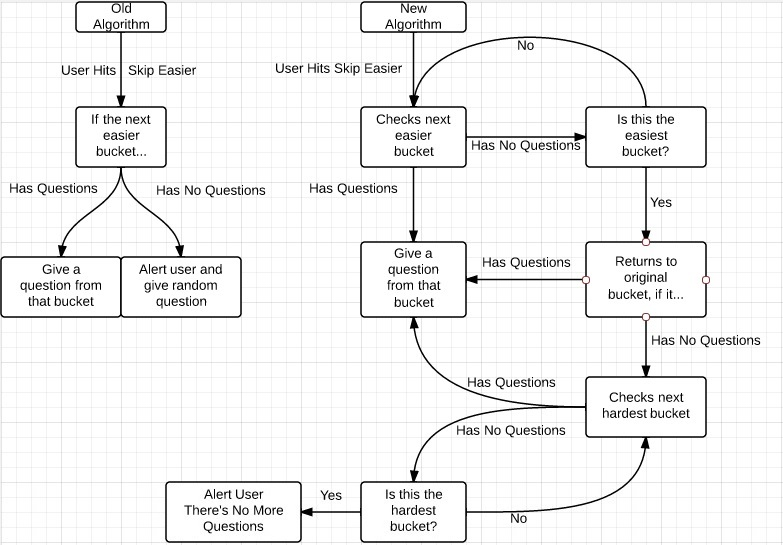 Old
Algorithm
User Hits Skip Easier
If the next
easier
bucket...
Has Questions
Has No Questions
Give a
question from
that bucket
Alert user and
give random
question
New
Algorithm
User Hits Skip Easier
No
Checks next
easier
bucket
Has No Questions
Is this the
easiest
bucket?
Has Questions
Yes
Give a
question
from that
bucket
Has Questions
Returns to
original
bucket, if it...
Has No Questions
Has Questions
Checks next
hardest bucket
Has No Questions
Alert User
There's No More
Questions
Yes
Is this the
hardest
bucket?
No